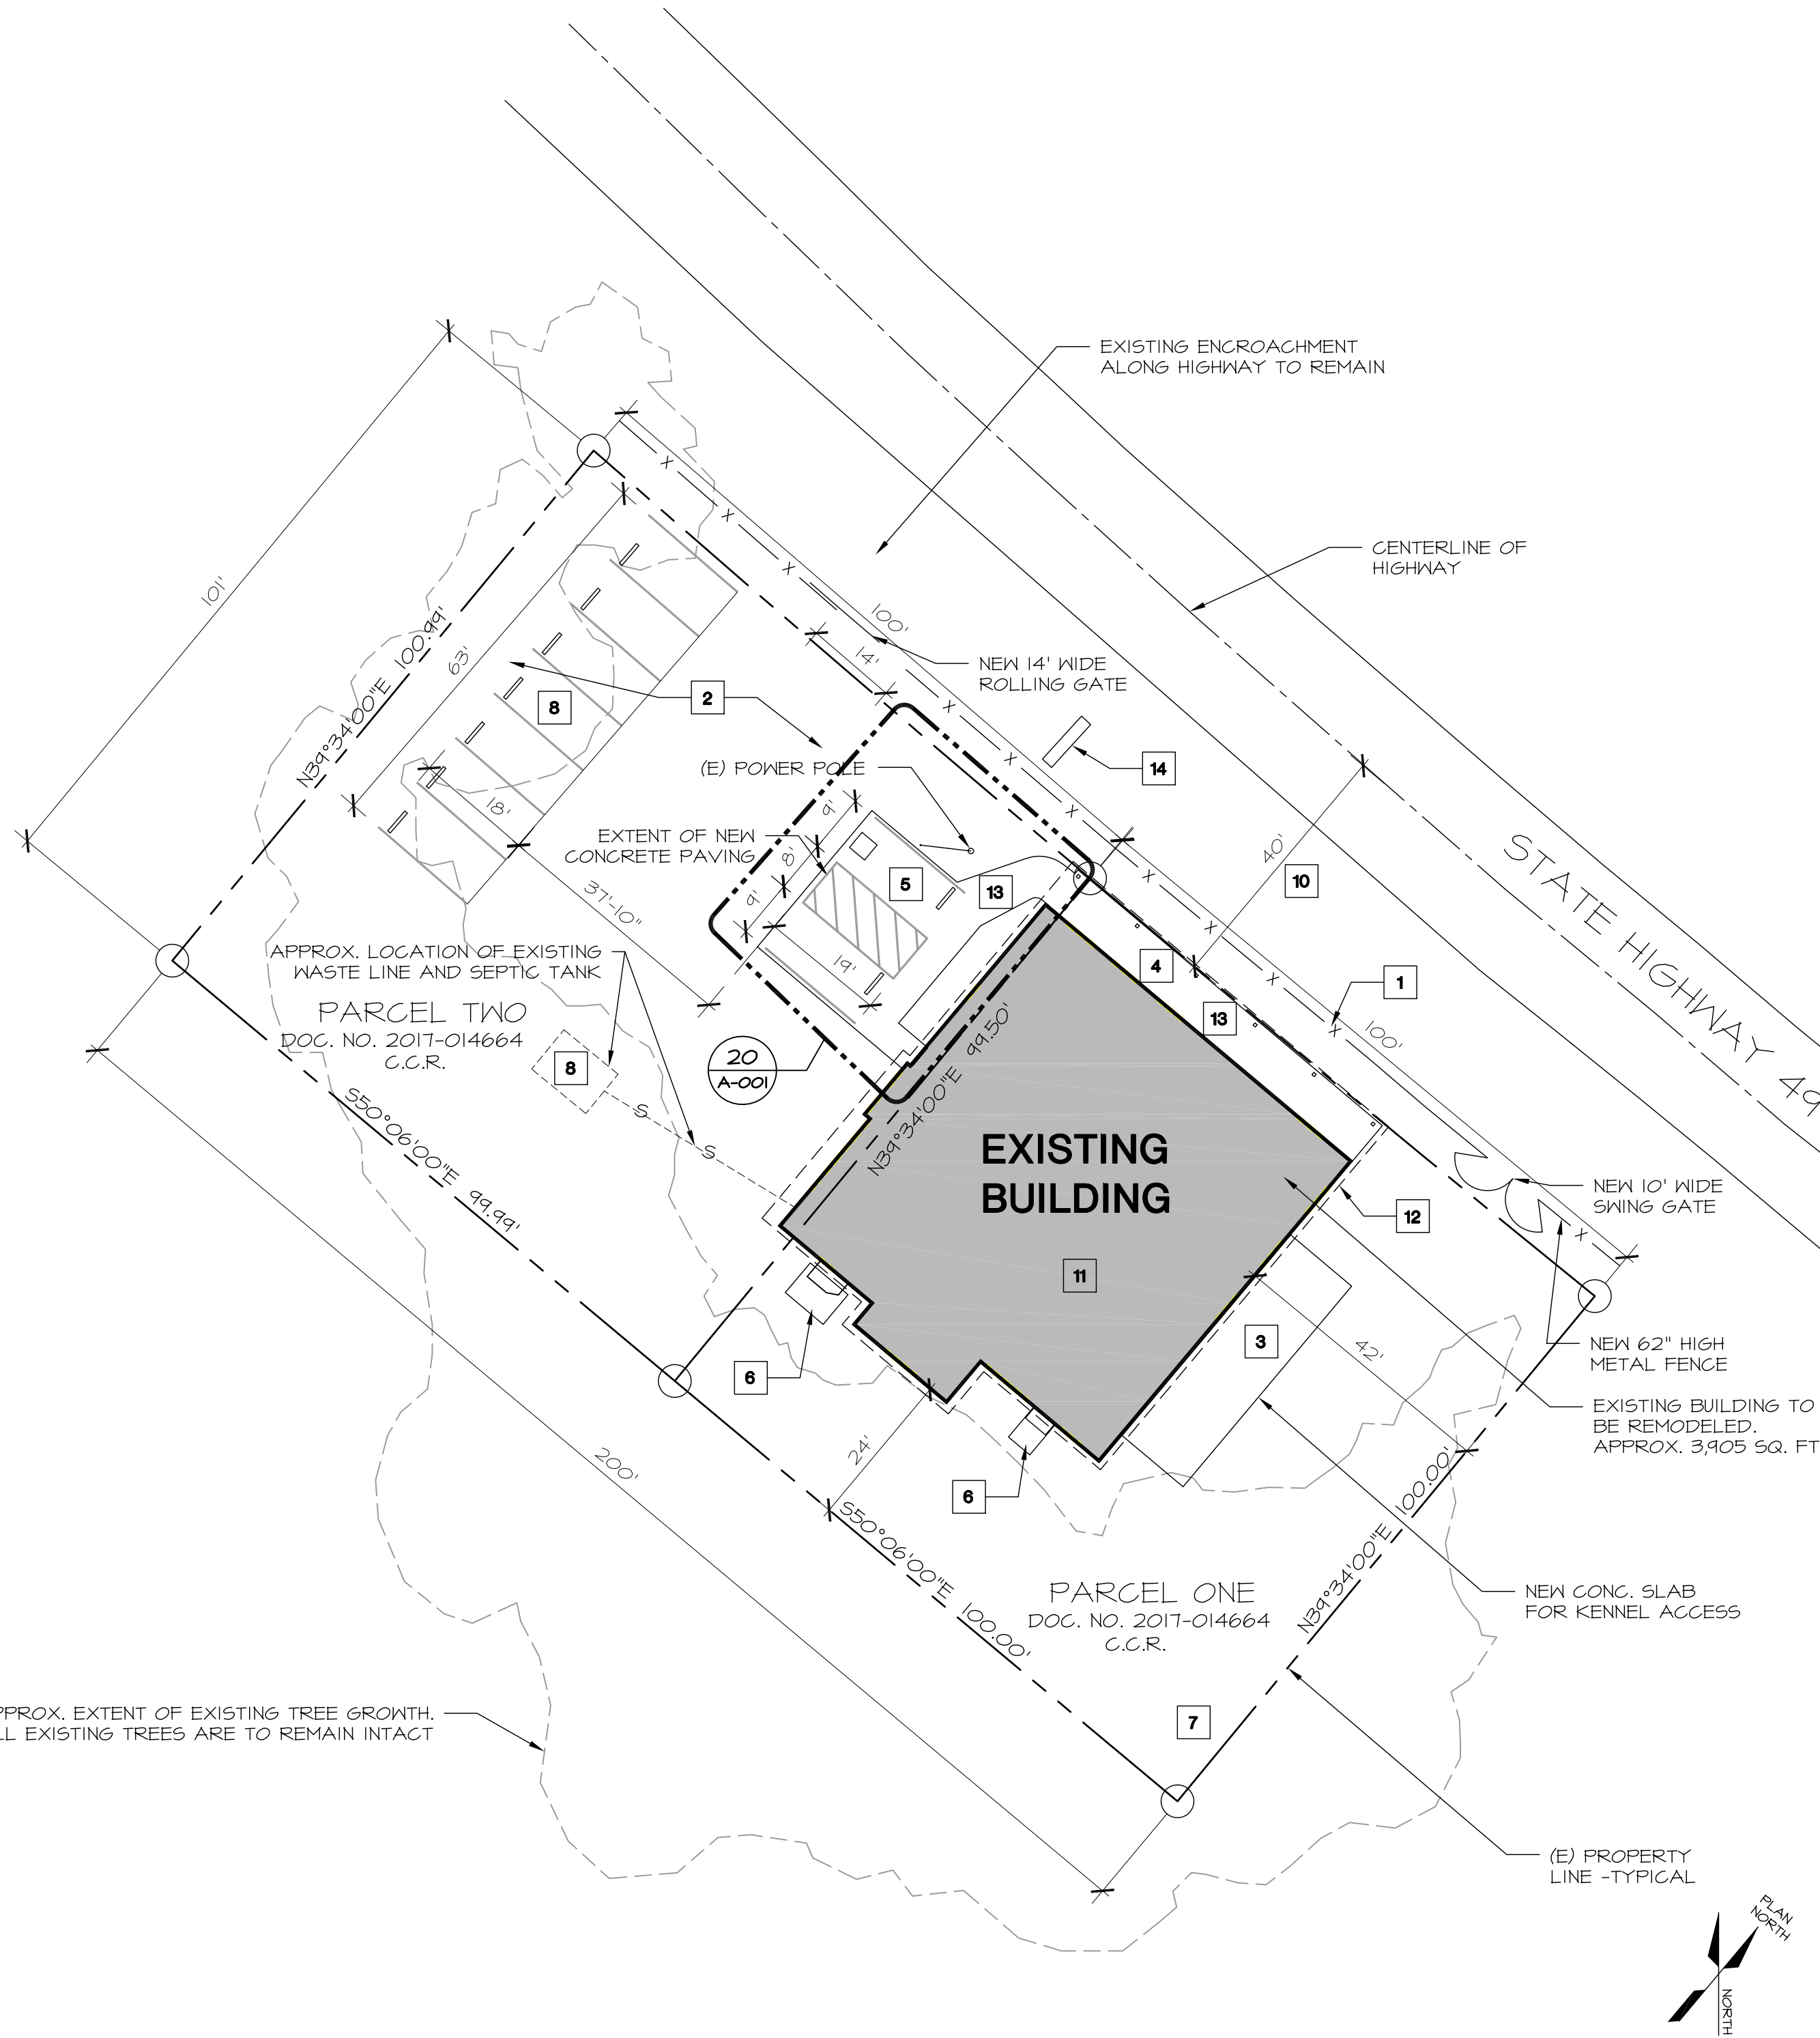 EXISTING ENCROACHMENT
ALONG HIGHWAY TO REMAIN
CENTERLINE OF
HIGHWAY
101'
N39°34'00"E 100.99'
63'
100'
14'
NEW 14' WIDE
ROLLING GATE
2
8
(E) POWER POLE
14
18'
EXTENT OF NEW
CONCRETE PAVING
9'
8'
9'
5
13
40'
10
37'-10"
19'
STATE HIGHWAY 49
APPROX. LOCATION OF EXISTING
WASTE LINE AND SEPTIC TANK
4
1
13
100'
PARCEL TWO
DOC. NO. 2017-014664
C.C.R.
8
20
A-001
N39°34'00"E 99.50'
S
S
S50°06'00"E 99.99'
EXISTING
BUILDING
11
12
NEW 10' WIDE
SWING GATE
3
42'
NEW 62" HIGH
METAL FENCE
6
24'
6
200'
EXISTING BUILDING TO
BE REMODELED.
APPROX. 3,905 SQ. FT
S50°06'00"E 100.00'
N39°34'00"E 100.00'
PARCEL ONE
DOC. NO. 2017-014664
C.C.R.
NEW CONC. SLAB
FOR KENNEL ACCESS
7
PPROX. EXTENT OF EXISTING TREE GROWTH.
LL EXISTING TREES ARE TO REMAIN INTACT
(E) PROPERTY
LINE -TYPICAL
PLAN
NORTH
NORTH
X
X
X
X
X
X
X
X
X
X
X
X
X